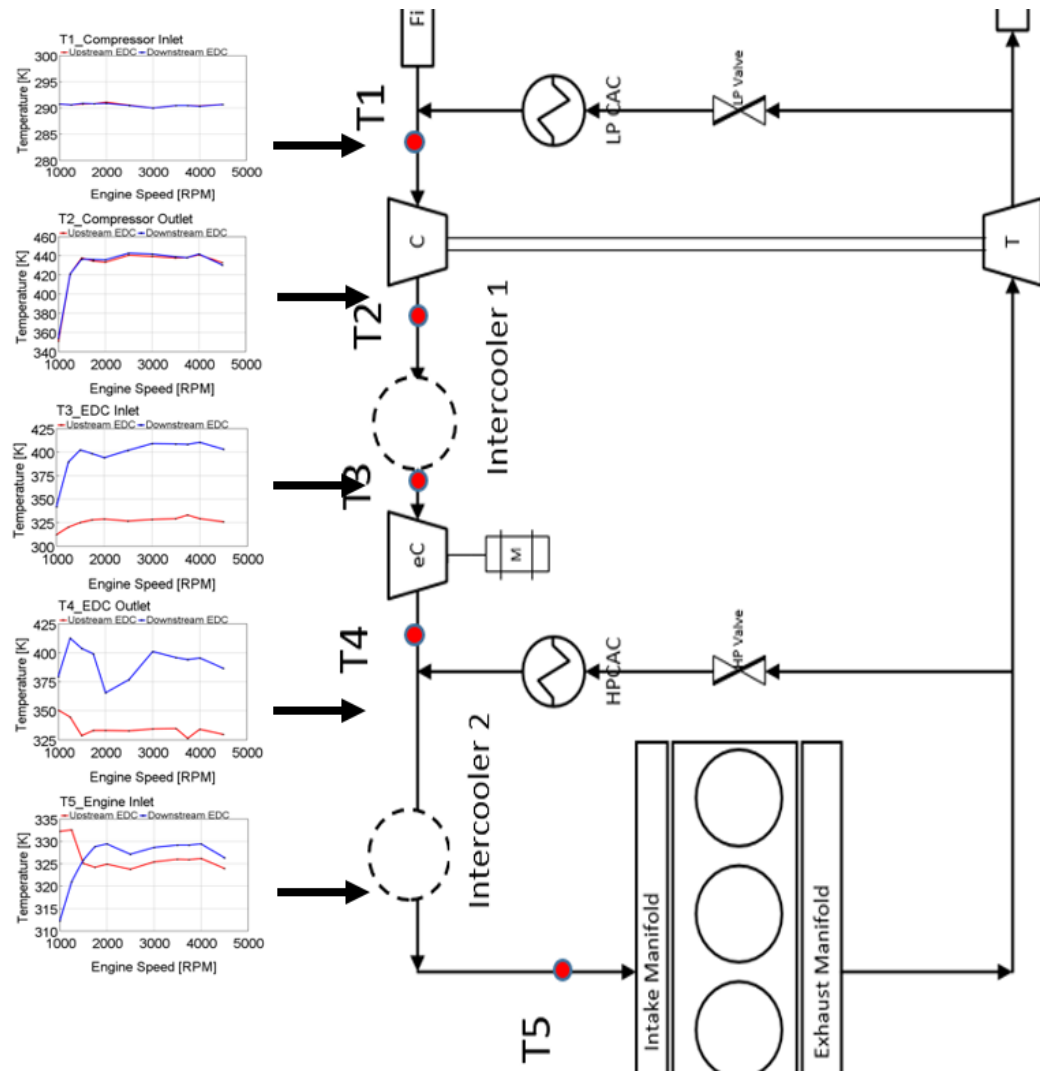 T1_Compressor Inlet
Upstream EDC Downstream EDC
Temperature [K]
300
295
290
285
280
1000 2000 3000 4000 5000
Engine Speed [RPM]
T2_Compressor Outlet
Upstream EDC Downstream EDC
Temperature [K]
460
440
420
400
380
360
340
1000 2000 3000 4000 5000
Engine Speed [RPM]
T3_EDC Inlet
Upstream EDC Downstream EDC
Temperature [K]
425
400
375
350
325
300
1000 2000 3000 4000 5000
Engine Speed [RPM]
T4_EDC Outlet
Upstream EDC Downstream EDC
Temperature [K]
425
400
375
350
325
1000 2000 3000 4000 5000
Engine Speed [RPM]
T5_Engine Inlet
Upstream EDC Downstream EDC
Temperature [K]
335
330
325
320
315
310
1000 2000 3000 4000 5000
Engine Speed [RPM]
Fi
T1
LP CAC
LP Valve
C
T
T2
Intercooler 1
T3
eC
M
T4
HPCAC
HP Valve
Intercooler 2
T5
Intake Manifold
Exhaust Manifold